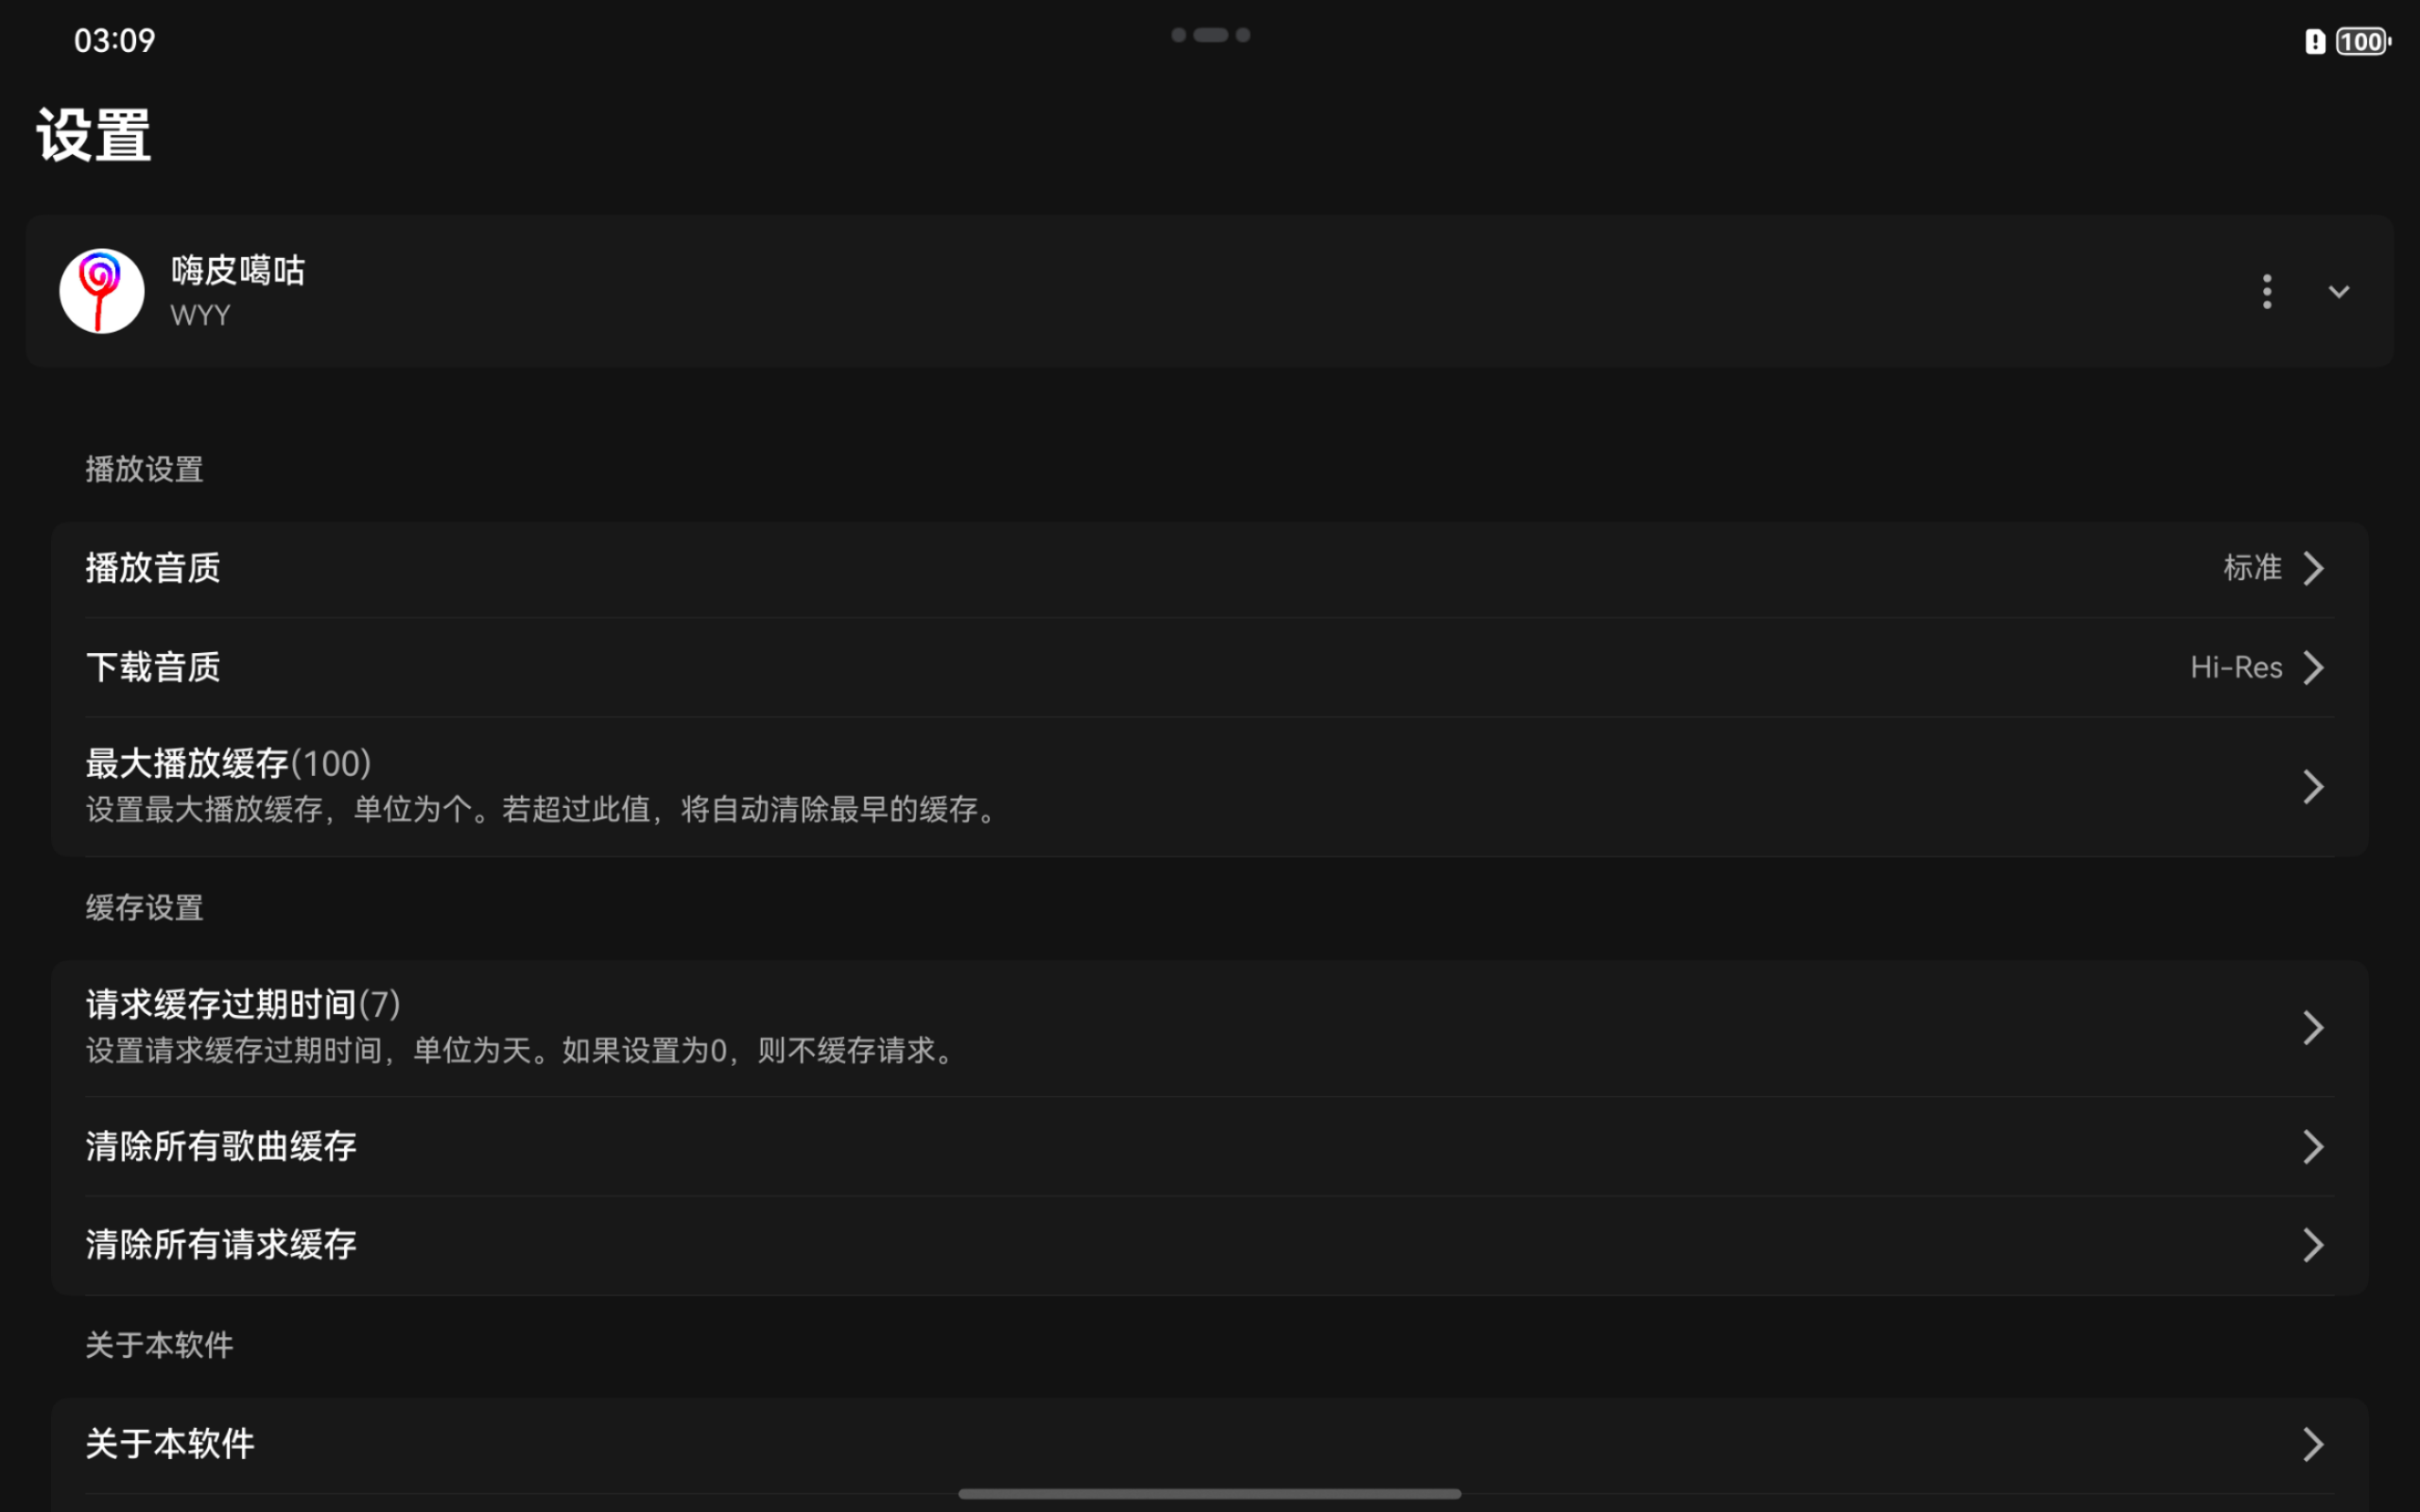 03:09
100
设置
嗨皮噶咕
WYY
播放设置
播放音质
标准
下载音质
Hi-Res
最大播放缓存(100)
设置最大播放缓存，单位为个。若超过此值，将自动清除最早的缓存。
缓存设置
请求缓存过期时间(7)
设置请求缓存过期时间，单位为天。如果设置为0，则不缓存请求。
清除所有歌曲缓存
清除所有请求缓存
关于本软件
关于本软件